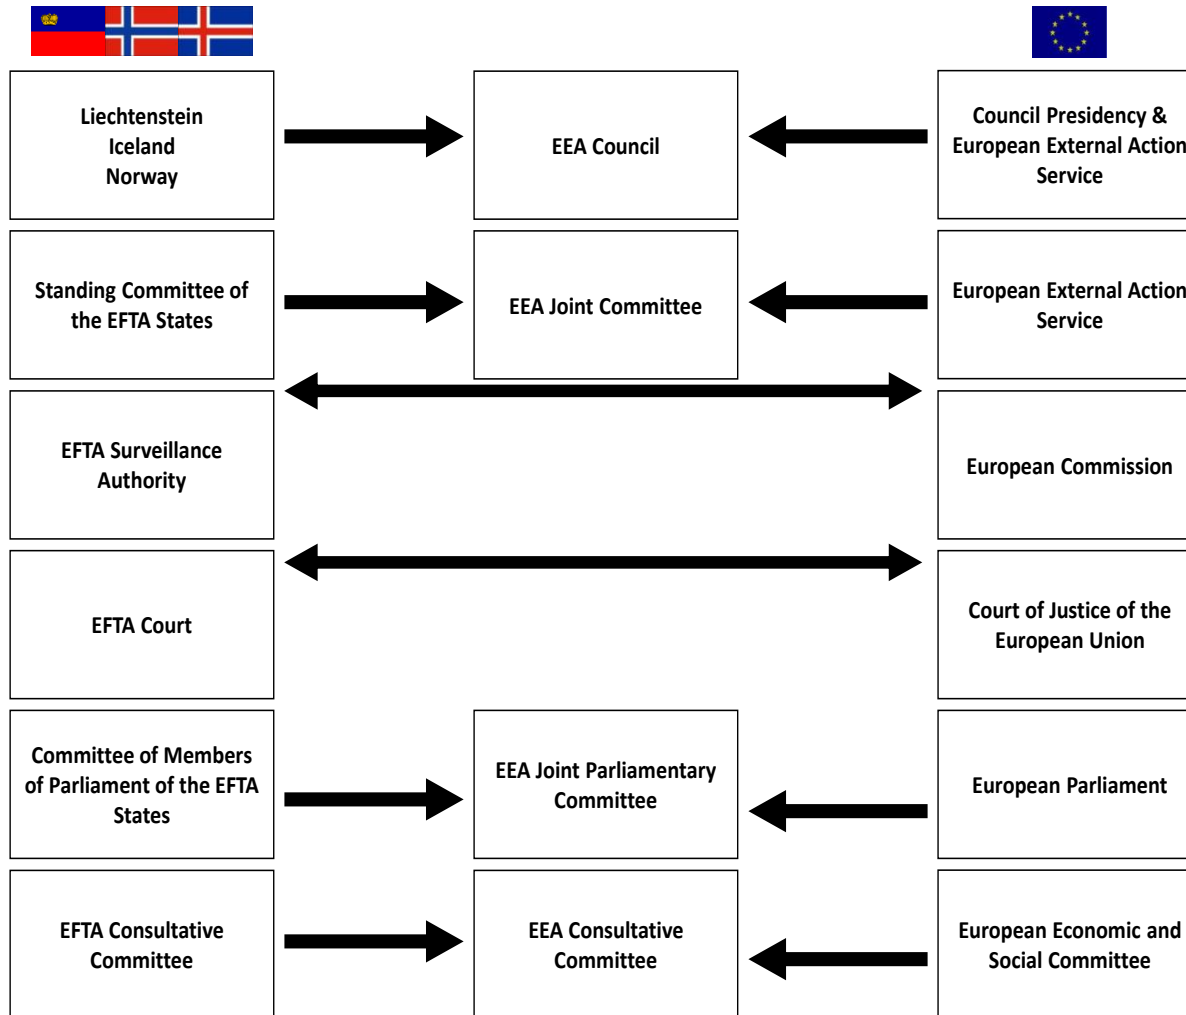 Liechtenstein
Iceland
Norway
EEA Council
Council Presidency &
European External Action
Service
Standing Committee of
the EFTA States
EEA Joint Committee
European External Action
Service
EFTA Surveillance
Authority
European Commission
EFTA Court
Court of Justice of the
European Union
Committee of Members
of Parliament of the EFTA
States
EEA Joint Parliamentary
Committee
European Parliament
EFTA Consultative
Committee
EEA Consultative
Committee
European Economic and
Social Committee